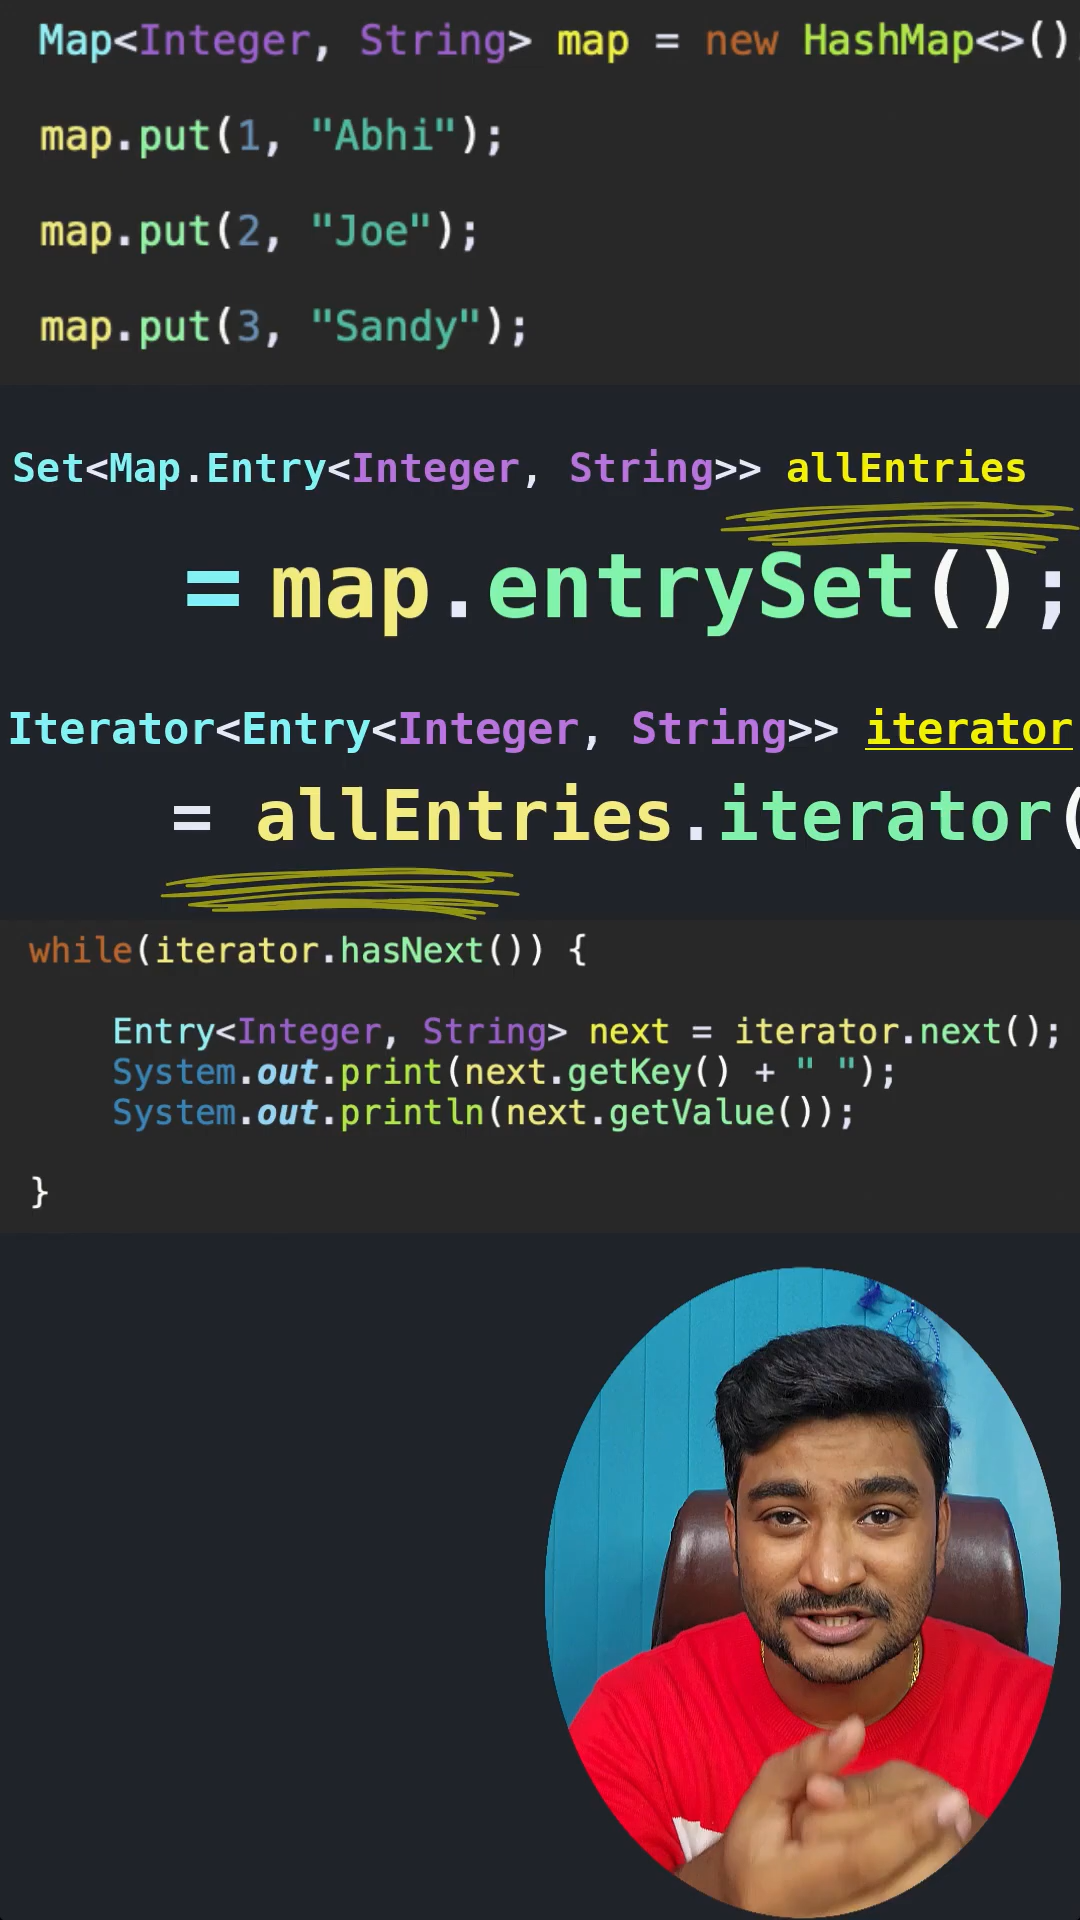 Map<Integer, String> map = new HashMap<>()
map.put(1, "Abhi");
map.put(2, "Joe");
map.put(3, "Sandy");
Set<Map.Entry<Integer, String>> allEntries
= map.entrySet();
Iterator<Entry<Integer, String>> iterator
= allEntries.iterator(
while(iterator.hasNext()) {
Entry<Integer, String> next = iterator.next();
System.out.print(next.getKey() + " ");
System.out.println(next.getValue());
}